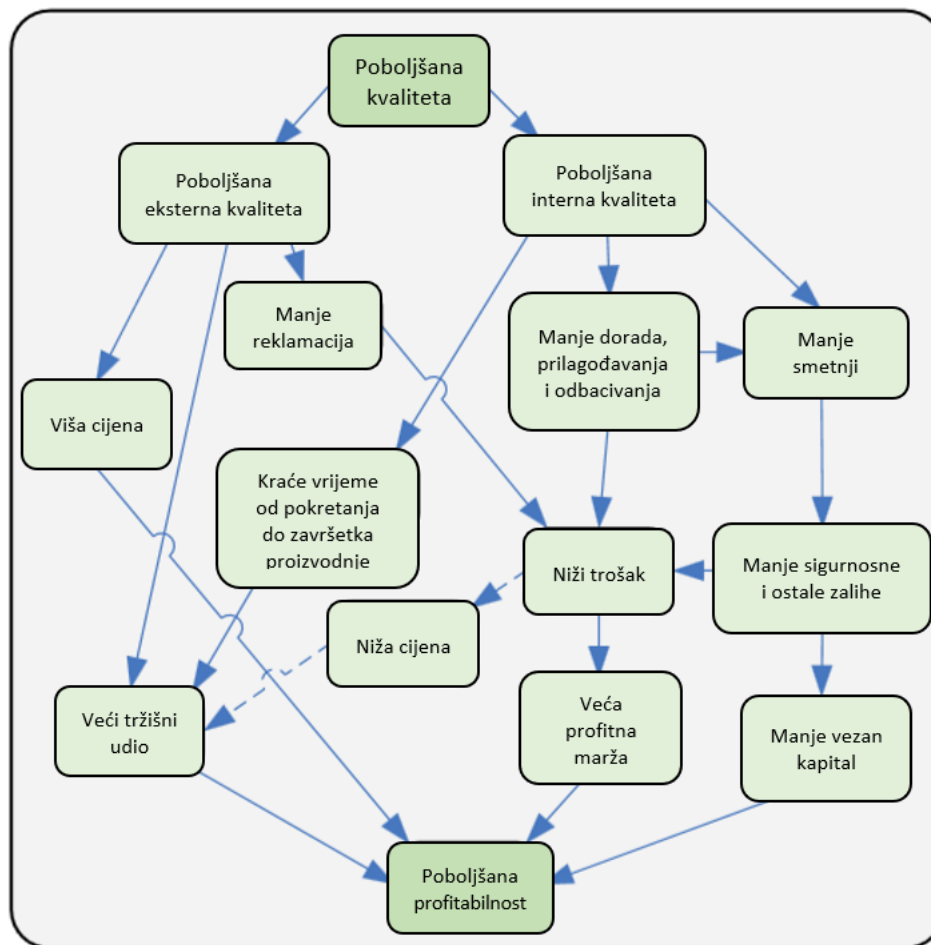 Poboljšana
kvaliteta
Poboljšana
eksterna kvaliteta
Poboljšana
interna kvaliteta
Manje
reklamacija
Manje dorada,
prilagođavanja
i odbacivanja
Manje
smetnji
Viša cijena
Kraće vrijeme
od pokretanja
do završetka
proizvodnje
Niži trošak
Manje sigurnosne
i ostale zalihe
Niža cijena
Veći tržišni
udio
Veća
profitna
marža
Manje vezan
kapital
Poboljšana
profitabilnost